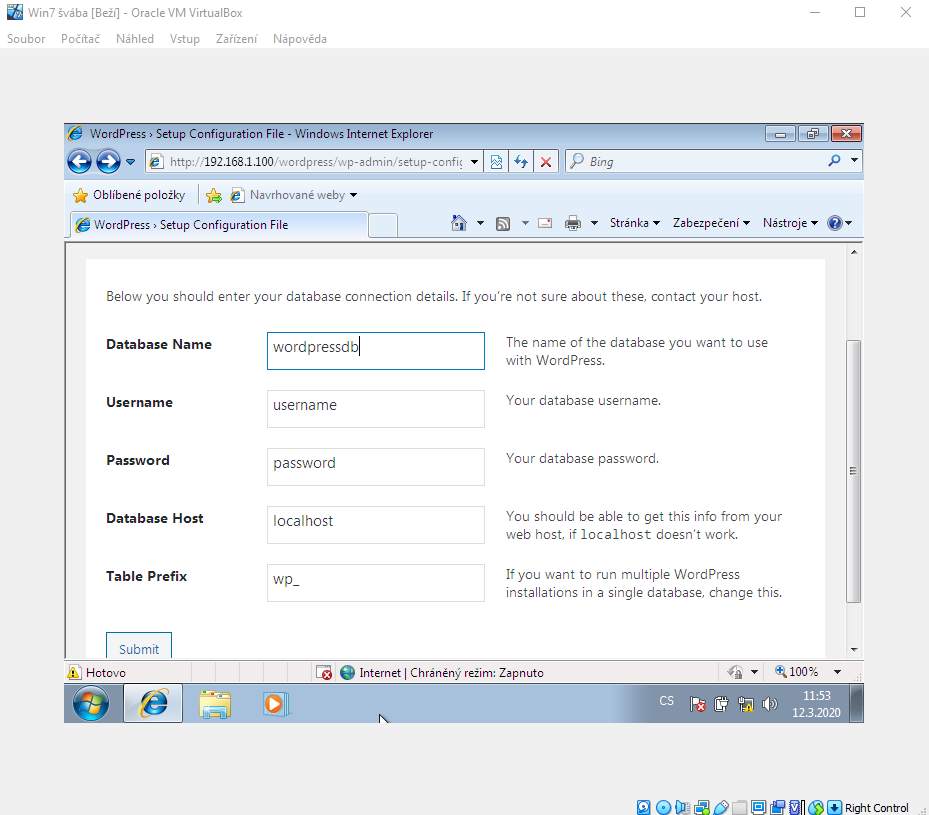 Win7 švába [Beží] - Oracle VM VirtualBox
Soubor Počítač Náhled Vstup Zařízení Nápověda
WordPress › Setup Configuration File - Windows Internet Explorer
http://192.168.1.100/wordpress/wp-admin/setup-config
Bing
Oblíbené položky
Navrhované weby
WordPress › Setup Configuration File
Stránka Zabezpečení Nástroje
Below you should enter your database connection details. If you’re not sure about these, contact your host.
Database Name
wordpressdb
The name of the database you want to use
with WordPress.
Username
username
Your database username.
Password
password
Your database password.
Database Host
localhost
You should be able to get this info from your
web host, if localhost doesn’t work.
Table Prefix
wp_
If you want to run multiple WordPress
installations in a single database, change this.
Submit
Hotovo
Internet | Chráněný režim: Zapnuto
100%
CS
11:53
12.3.2020
Right Control